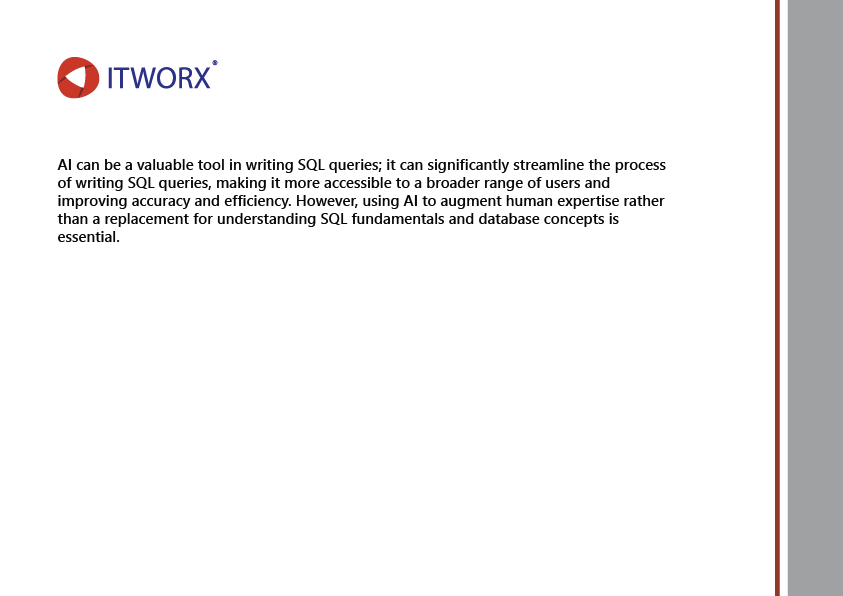 ITWORX®
AI can be a valuable tool in writing SQL queries; it can significantly streamline the process
of writing SQL queries, making it more accessible to a broader range of users and
improving accuracy and efficiency. However, using AI to augment human expertise rather
than a replacement for understanding SQL fundamentals and database concepts is
essential.